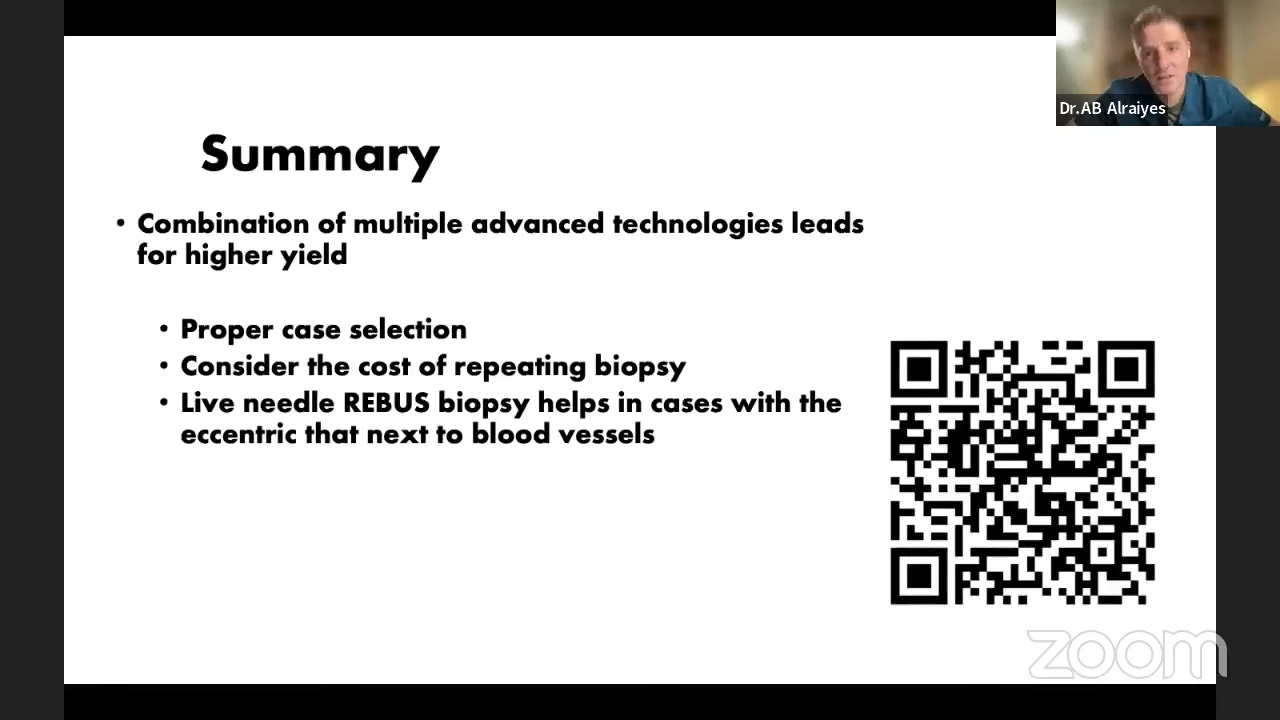 Dr.AB Alraiyes
Summary
• Combination of multiple advanced technologies leads
for higher yield
• Proper case selection
• Consider the cost of repeating biopsy
• Live needle REBUS biopsy helps in cases with the
eccentric that next to blood vessels
zoom